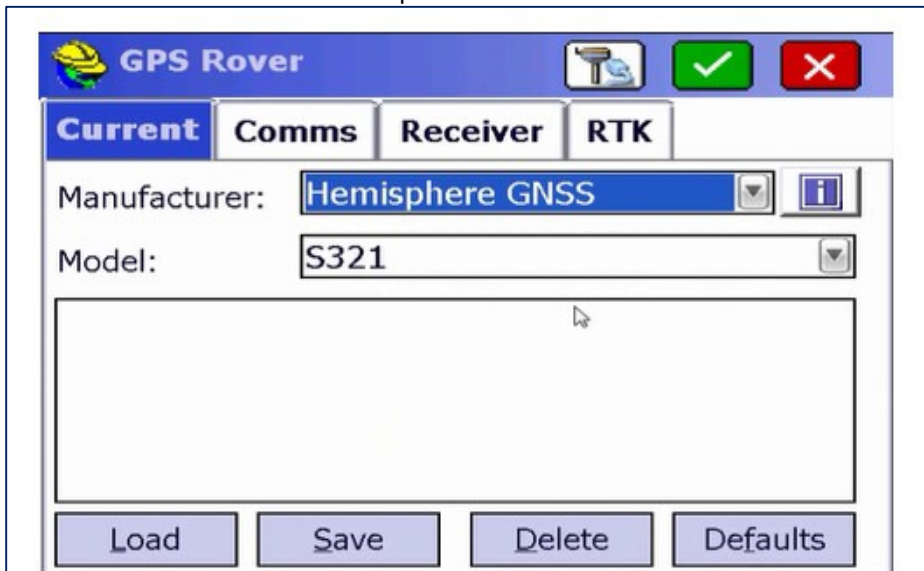 GPS Rover
Current Comms Receiver RTK
Manufacturer: Hemisphere GNSS
Model: S321
Load Save Delete Defaults